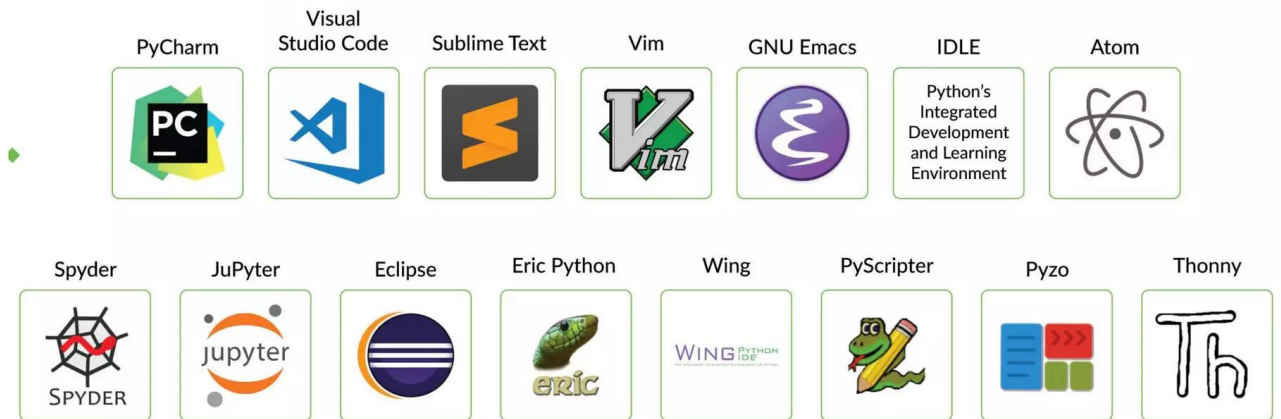 PyCharm
Visual
Studio Code
Sublime Text
Vim
GNU Emacs
IDLE
Atom
PC
Vim
Python's
Integrated
Development
and Learning
Environment
Spyder
JuPyter
Eclipse
Eric Python
Wing
PyScripter
Pyzo
Thonny
SPYDER
jupyter
eric
WING PYTHON
IDE
Th